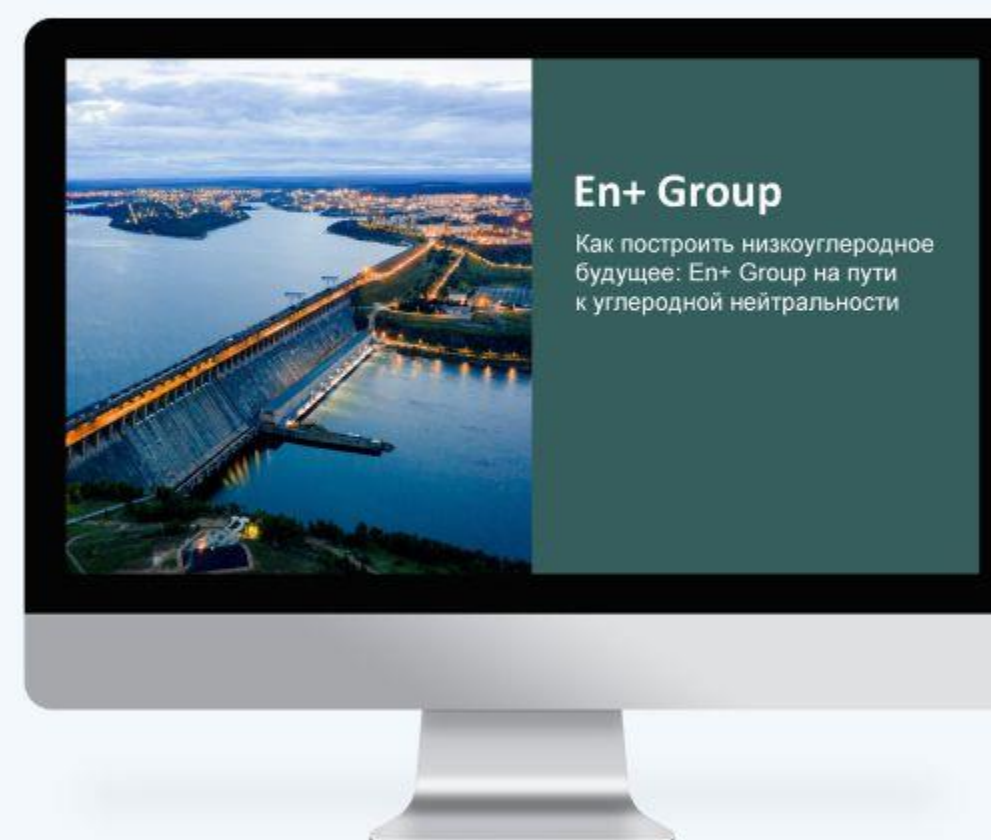 En+ Group
Как построить низкоуглеродное
будущее: En+ Group на пути
к углеродной нейтральности